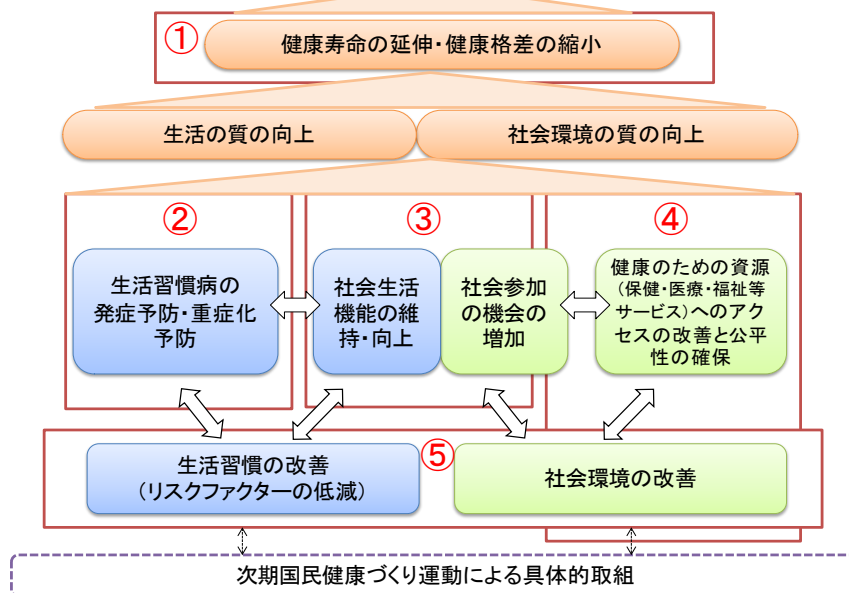 ①
健康寿命の延伸・健康格差の縮小
生活の質の向上
社会環境の質の向上
②
③
④
生活習慣病の
発症予防・重症化
予防
社会生活
機能の維
持・向上
社会参加
の機会の
増加
健康のための資源
(保健・医療・福祉等
サービス)へのアク
セスの改善と公平
性の確保
⑤
生活習慣の改善
(リスクファクターの低減)
社会環境の改善
次期国民健康づくり運動による具体的取組